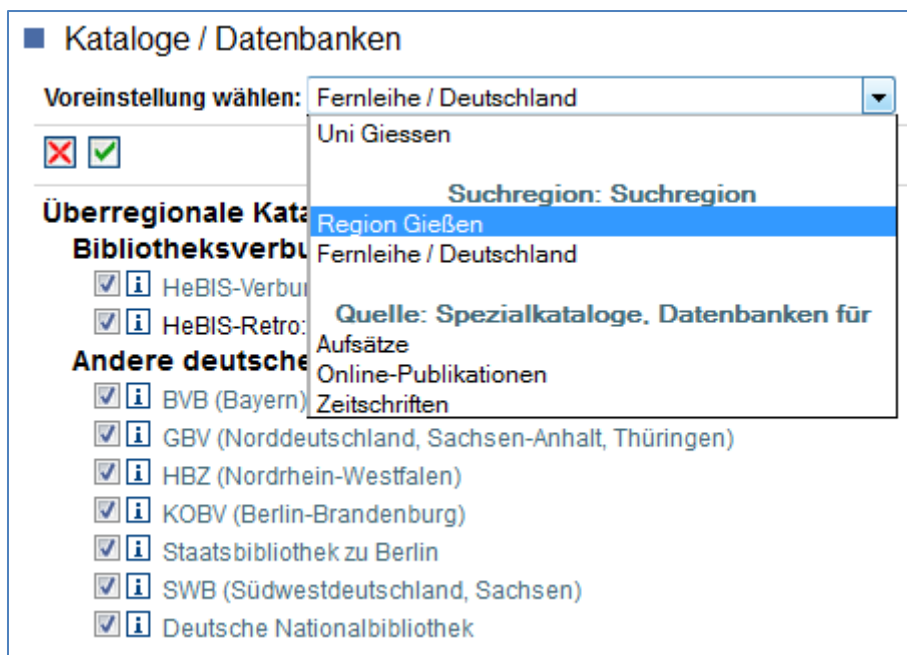 Kataloge / Datenbanken
Voreinstellung wählen: Fernleihe / Deutschland
Uni Giessen
Suchregion: Suchregion
Region Gießen
Fernleihe / Deutschland
Quelle: Spezialkataloge, Datenbanken für
Aufsätze
Online-Publikationen
Zeitschriften
Überregionale Kata
Bibliotheksverbu
HeBIS-Verbu
HeBIS-Retro:
Andere deutsche
BVB (Bayern)
GBV (Norddeutschland, Sachsen-Anhalt, Thüringen)
HBZ (Nordrhein-Westfalen)
KOBV (Berlin-Brandenburg)
Staatsbibliothek zu Berlin
SWB (Südwestdeutschland, Sachsen)
Deutsche Nationalbibliothek